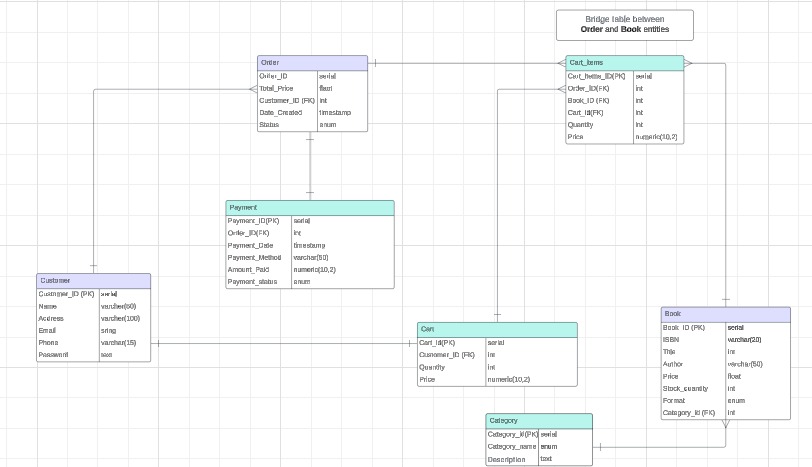 Bridge table between
Order and Book entities
Order
Order_ID serial
Total_Price float
Customer_ID (FK) int
Date_Created timestamp
Status enum
Cart_items
Cart_Items_ID(PK) serial
Order_ID(FK) int
Book_ID (FK) int
Cart_Id(FK) int
Quantity int
Price numeric(10,2)
Payment
Payment_ID(PK) serial
Order_ID(FK) int
Payment_Date timestamp
Payment_Method varchar(50)
Amount_Paid numeric(10,2)
Payment_status enum
Customer
Customer_ID (PK) serial
Name varchar(50)
Address varchar(100)
Email sring
Phone varchar(15)
Password text
Cart
Cart_Id(PK) serial
Customer_ID (FK) int
Quantity int
Price numeric(10,2)
Book
Book_ID (PK) serial
ISBN varchar(20)
Title int
Author varchar(50)
Price float
Stock_quantity int
Format enum
Category_id (FK) int
Category
Category_id(PK) serial
Category_name enum
Description text